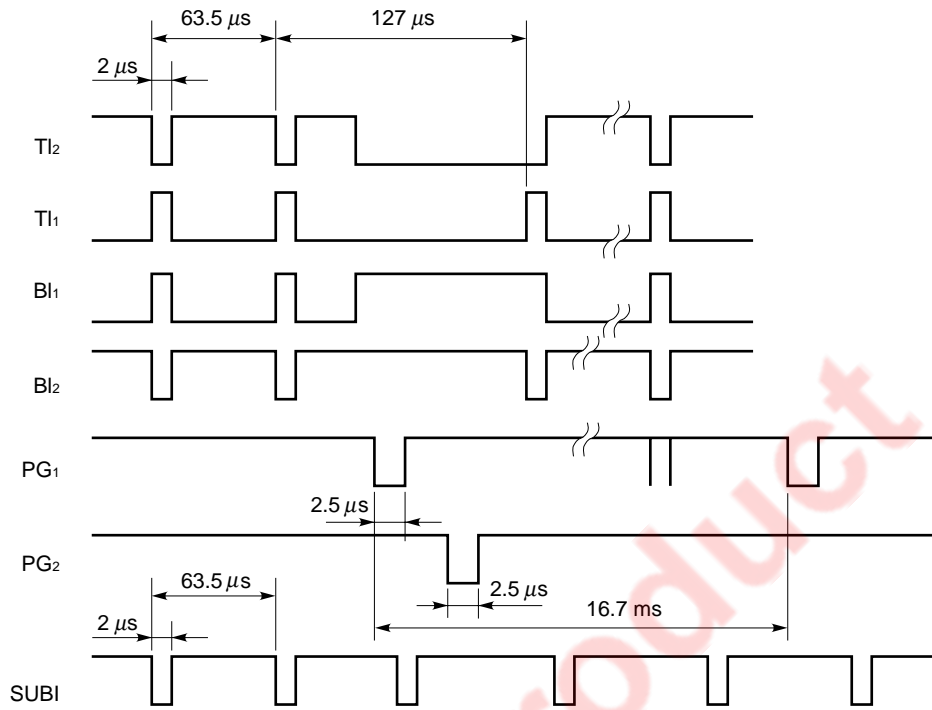 63.5 μs 127 μs
2 μs
TI₂
TI₁
BI₁
BI₂
PG₁
2.5 μs
PG₂
63.5 μs 2.5 μs
16.7 ms
2 μs
SUBI
roduct